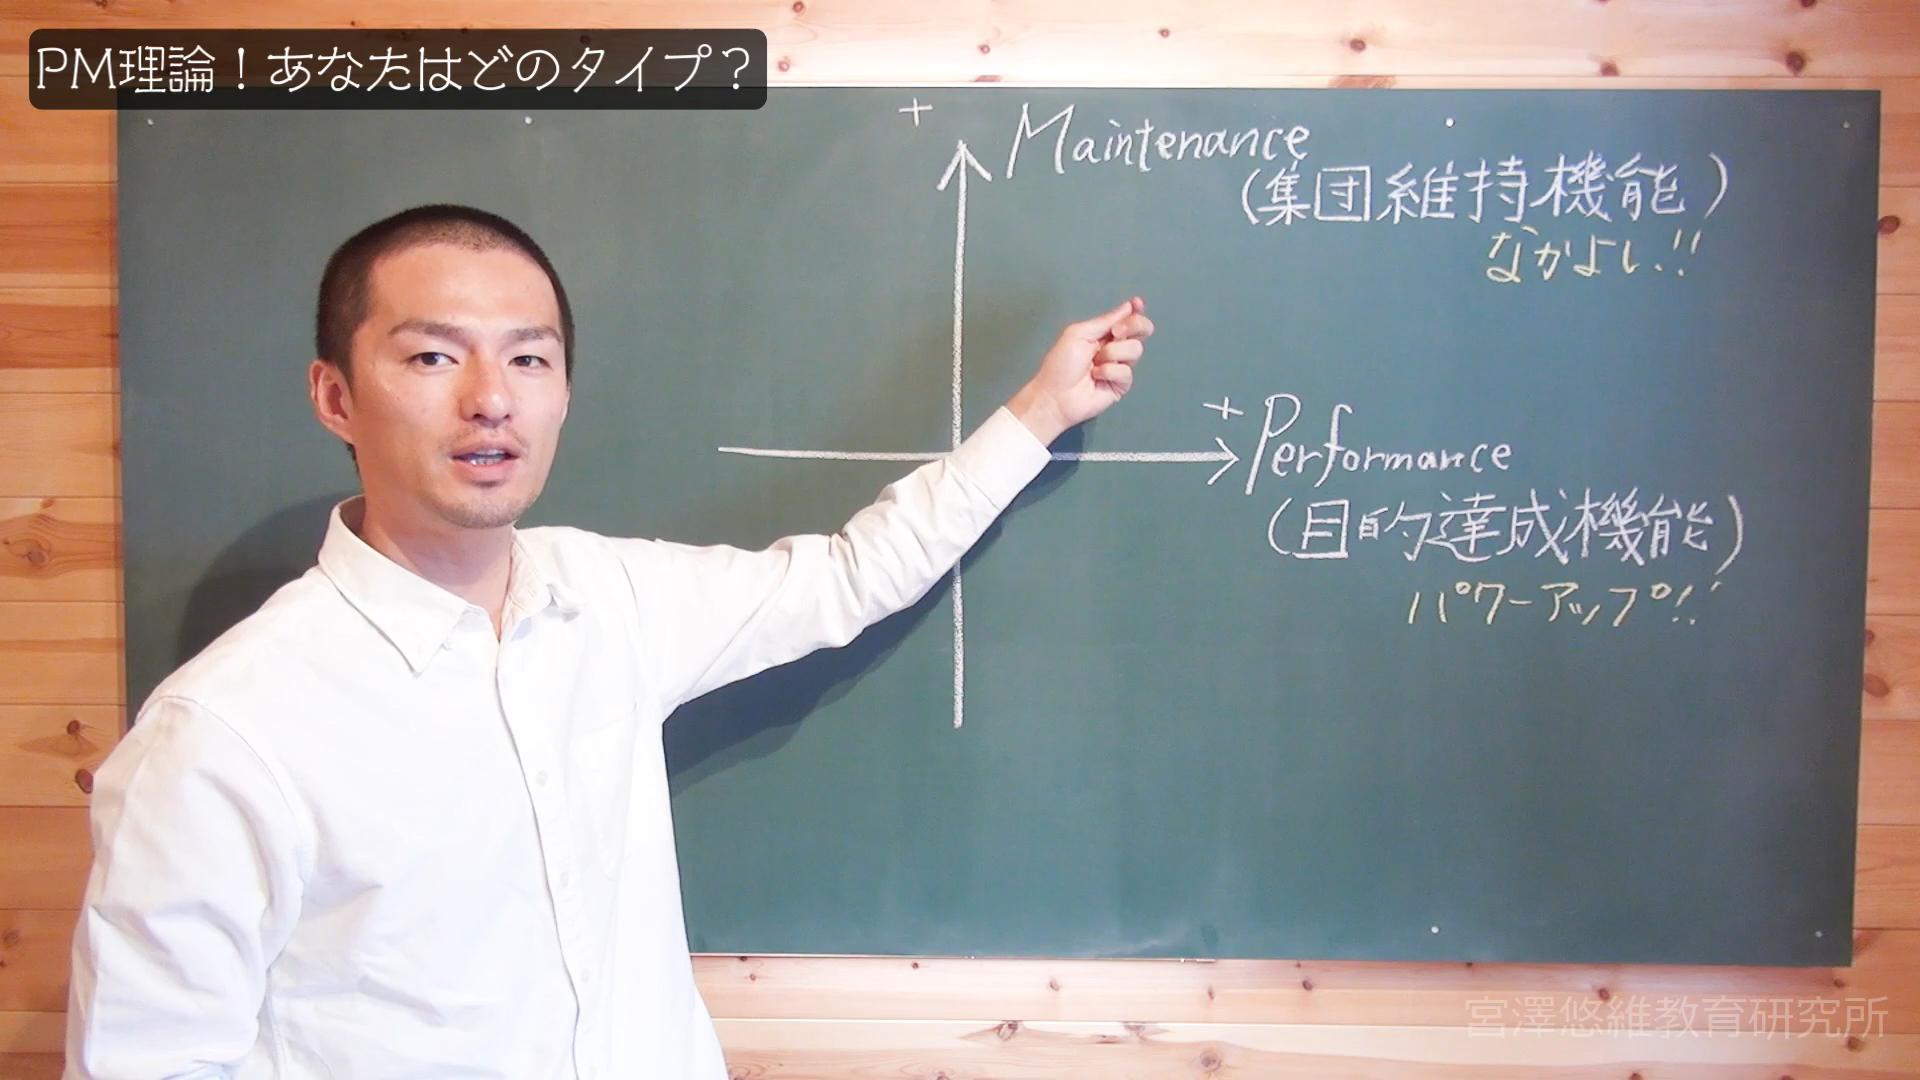 PM理論！あなたはどのタイプ？
+
Maintenance
(集団維持機能)
なかよし!!
+
Performance
(目的達成機能)
パワーアップ!!
宮澤悠維教育研究所